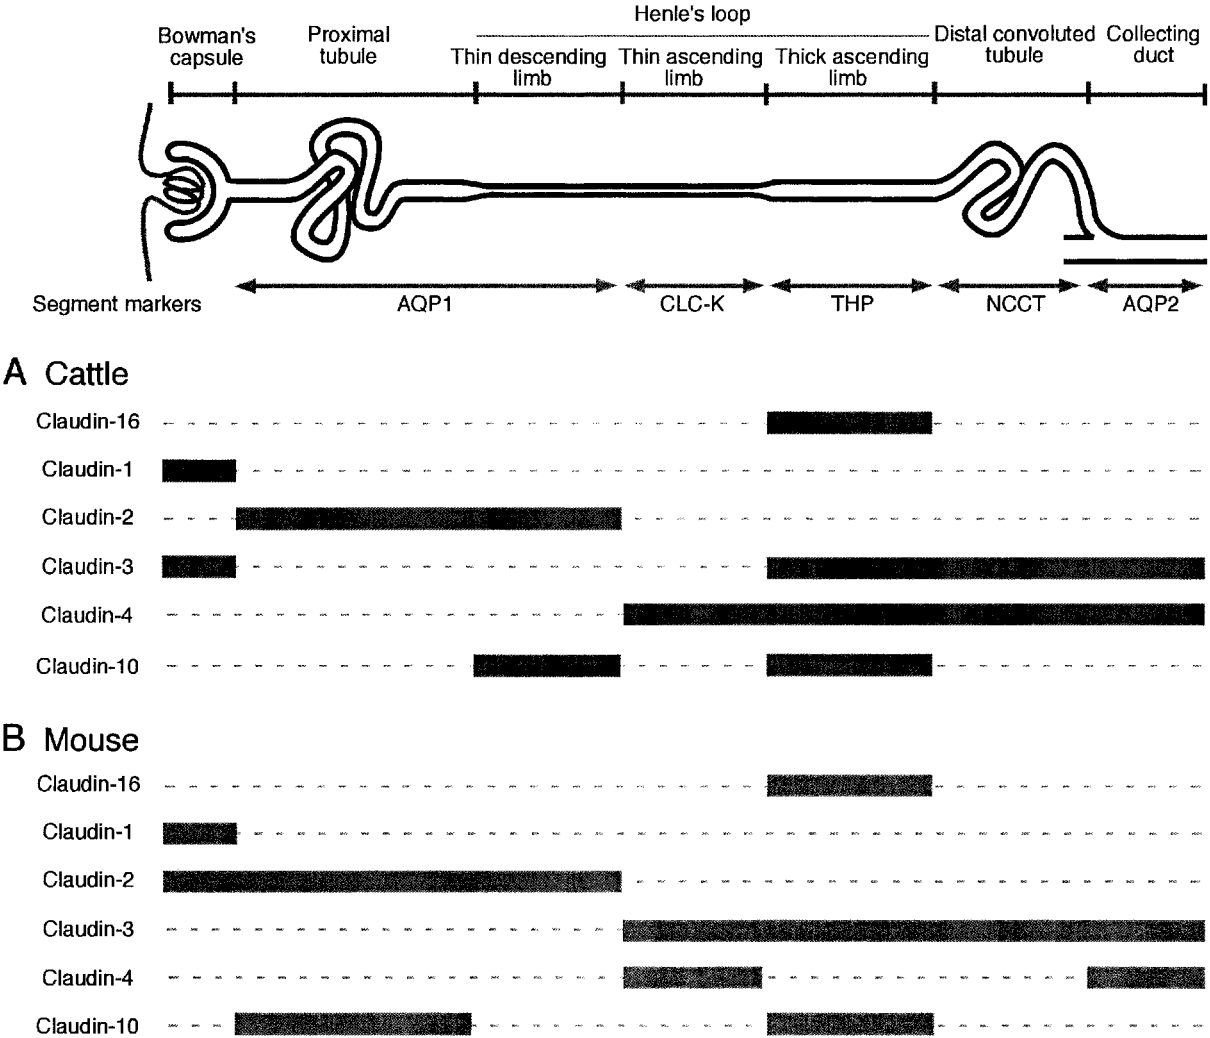 Henle's loop
Bowman's capsule
Proximal tubule
Thin descending limb
Thin ascending limb
Thick ascending limb
Distal convoluted tubule
Collecting duct
Segment markers
AQP1
CLC-K
THP
NCCT
AQP2
A Cattle
Claudin-16
Claudin-1
Claudin-2
Claudin-3
Claudin-4
Claudin-10
B Mouse
Claudin-16
Claudin-1
Claudin-2
Claudin-3
Claudin-4
Claudin-10